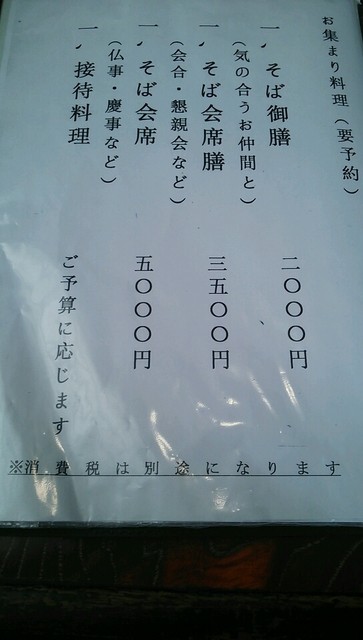 お集まり料理（要予約）
一、そば御膳 二〇〇〇円
（気の合うお仲間と）
一、そば会席膳 三五〇〇円
（会合・懇親会など）
一、そば会席 五〇〇〇円
（仏事・慶事など）
一、接待料理 ご予算に応じます
※消費税は別途になります